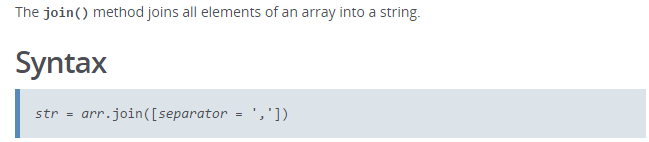 The join() method joins all elements of an array into a string.
Syntax
str = arr.join([separator = ','])